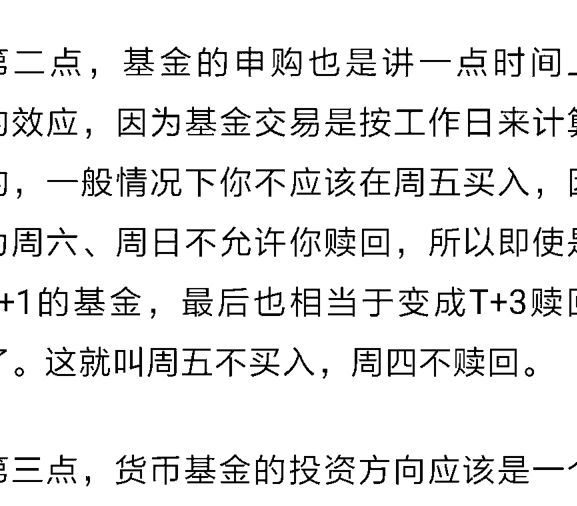 第二点，基金的申购也是讲一点时间上
的效应，因为基金交易是按工作日来计算
的，一般情况下你不应该在周五买入，因
为周六、周日不允许你赎回，所以即使是
+1的基金，最后也相当于变成T+3赎回
了。这就叫周五不买入，周四不赎回。
第三点，货币基金的投资方向应该是一个